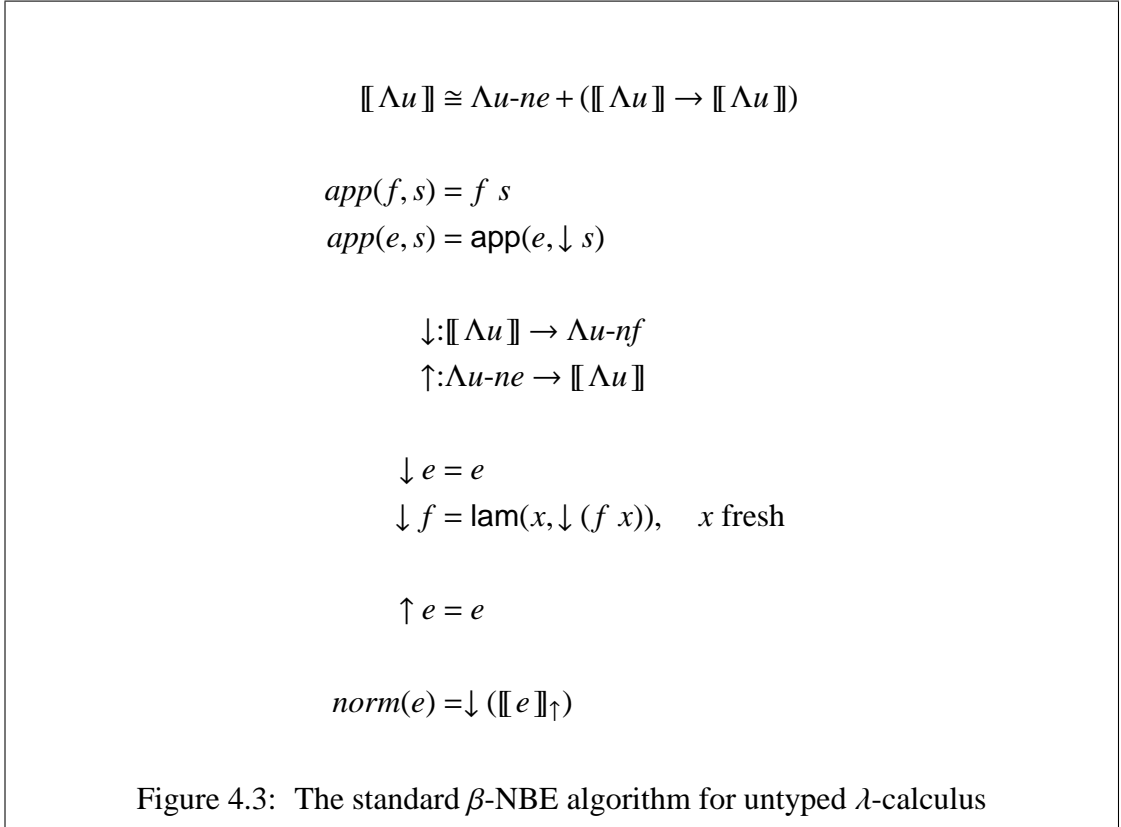 ⟦Λu⟧ ≅ Λu-ne + (⟦Λu⟧ → ⟦Λu⟧)
app(f, s) = f s
app(e, s) = app(e, ↓ s)
↓:⟦Λu⟧ → Λu-nf
↑:Λu-ne → ⟦Λu⟧
↓ e = e
↓ f = lam(x, ↓ (f x)), x fresh
↑ e = e
norm(e) =↓ (⟦e⟧↑)
Figure 4.3: The standard β-NBE algorithm for untyped λ-calculus